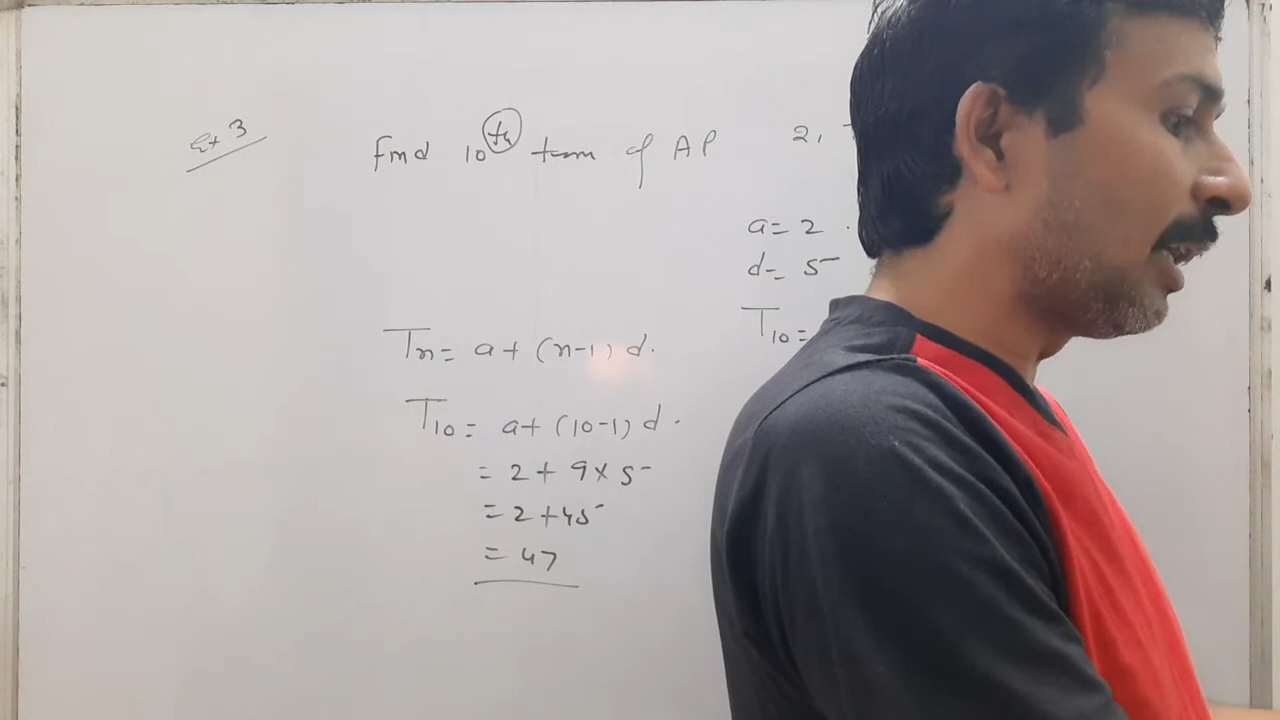 Ex 3
Find 10th term of AP 2,
a = 2
d = 5
T10 =
Tn = a + (n-1) d.
T10 = a + (10-1) d.
= 2 + 9 x 5
= 2 + 45
= 47